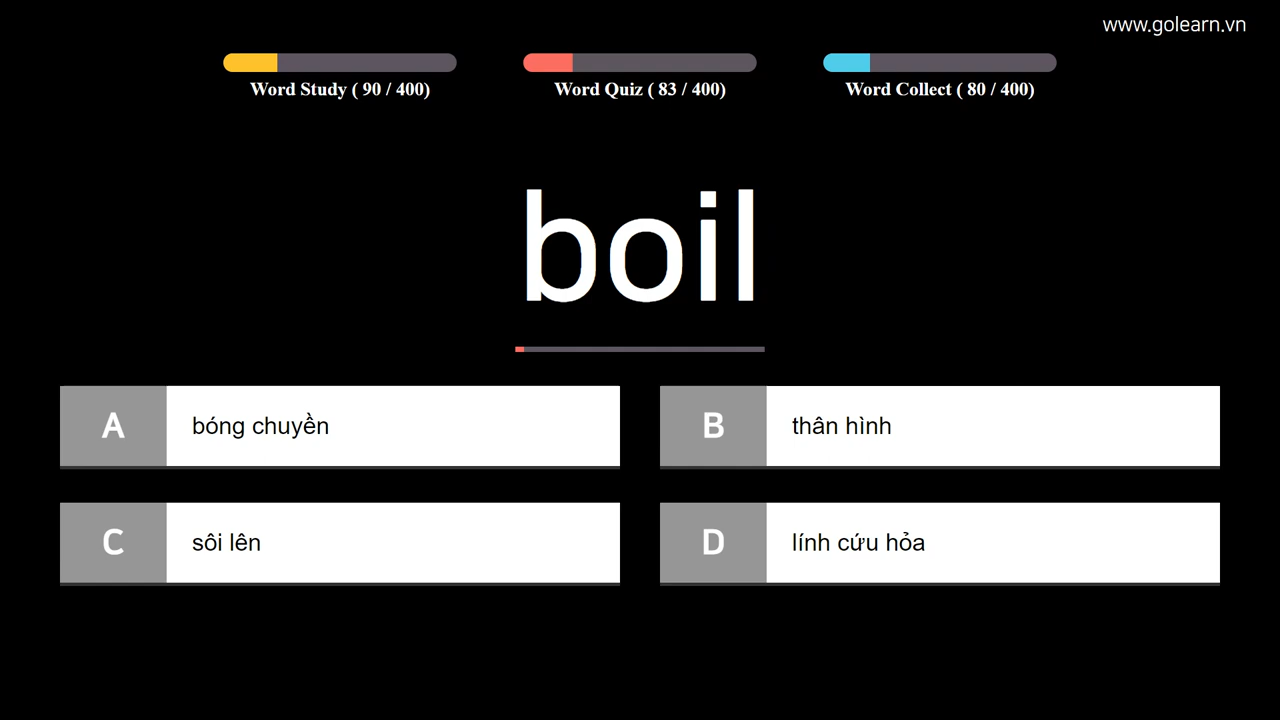 www.golearn.vn
Word Study ( 90 / 400)
Word Quiz ( 83 / 400)
Word Collect ( 80 / 400)
boil
A bóng chuyền
B thân hình
C sôi lên
D lính cứu hỏa